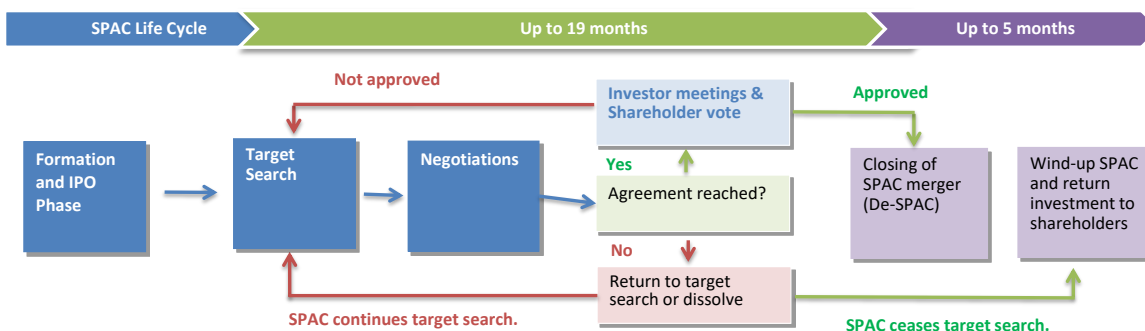 SPAC Life Cycle
Up to 19 months
Up to 5 months
Not approved
Investor meetings &
Shareholder vote
Approved
Formation
and IPO
Phase
Target
Search
Negotiations
Yes
Agreement reached?
Closing of
SPAC merger
(De-SPAC)
Wind-up SPAC
and return
investment to
shareholders
No
Return to target
search or dissolve
SPAC continues target search.
SPAC ceases target search.